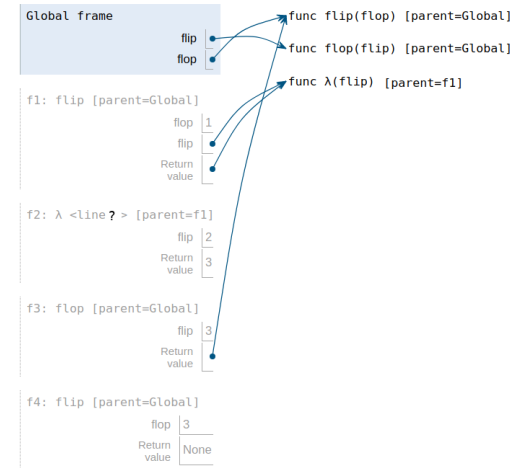 Global frame
flip
flop
func flip(flop) [parent=Global]
func flop(flip) [parent=Global]
func λ(flip) [parent=f1]
f1: flip [parent=Global]
flop 1
flip
Return
value
f2: λ <line ? > [parent=f1]
flip 2
Return
value 3
f3: flop [parent=Global]
flip 3
Return
value
f4: flip [parent=Global]
flop 3
Return
value None